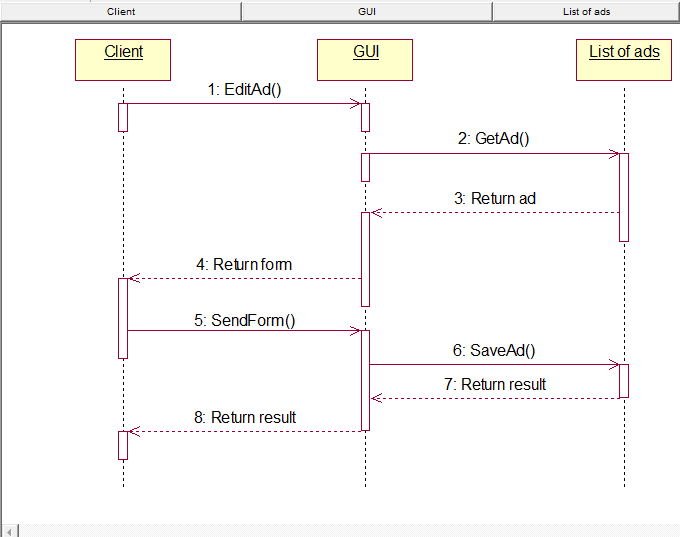 Client GUI List of ads
Client GUI List of ads
1: EditAd()
2: GetAd()
3: Return ad
4: Return form
5: SendForm()
6: SaveAd()
7: Return result
8: Return result